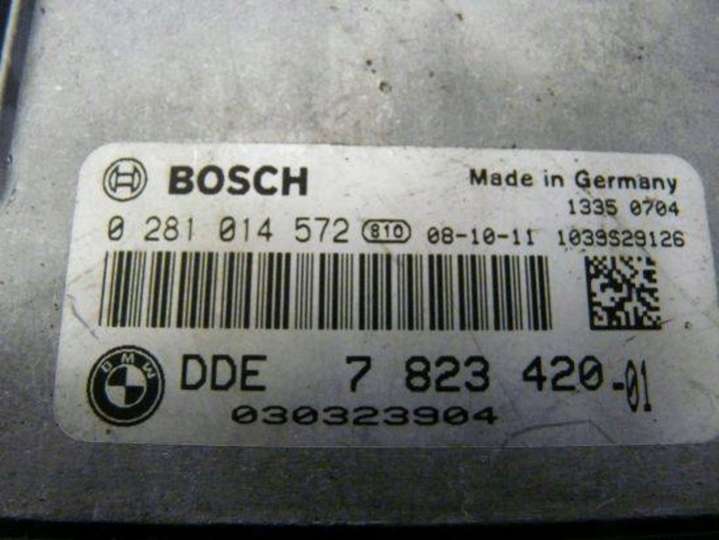 BOSCH Made in Germany
1335 0704
0 281 014 572 810 08-10-11 1039S29126
BMW DDE 7 823 420-01
030323904